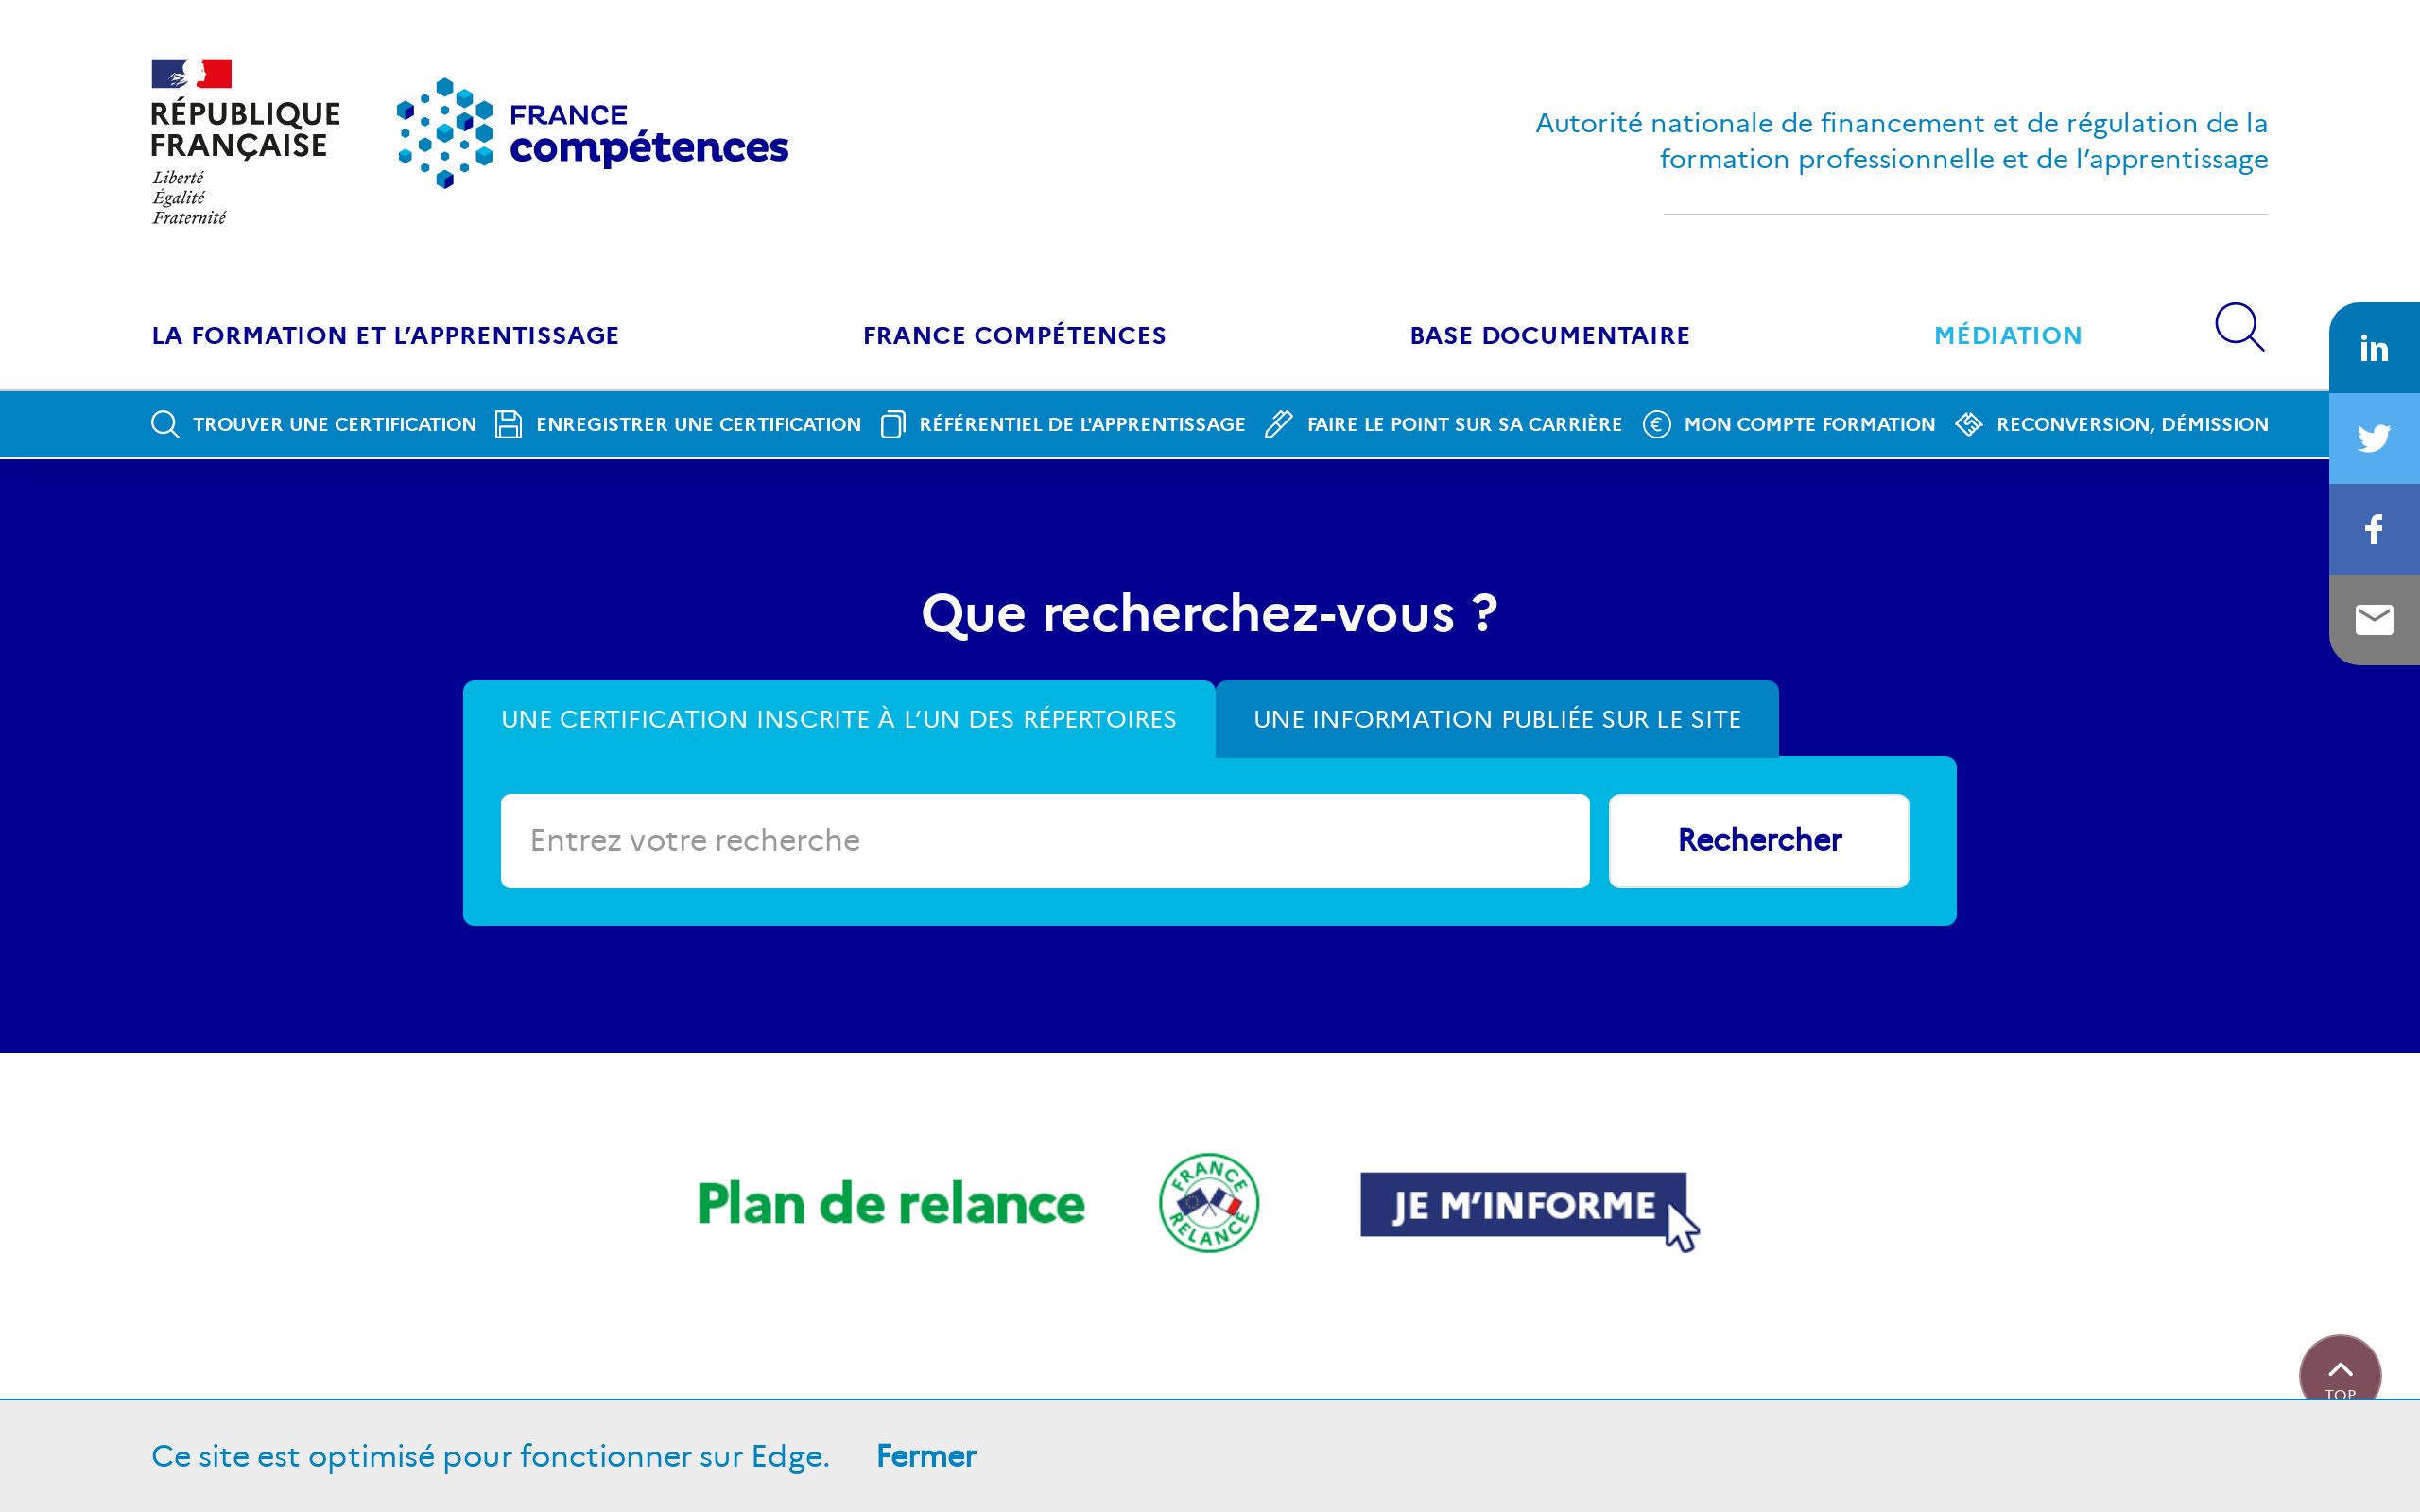 RÉPUBLIQUE
FRANÇAISE
Liberté
Égalité
Fraternité
FRANCE
compétences
Autorité nationale de financement et de régulation de la
formation professionnelle et de l’apprentissage
LA FORMATION ET L’APPRENTISSAGE FRANCE COMPÉTENCES BASE DOCUMENTAIRE MÉDIATION
TROUVER UNE CERTIFICATION ENREGISTRER UNE CERTIFICATION RÉFÉRENTIEL DE L'APPRENTISSAGE FAIRE LE POINT SUR SA CARRIÈRE MON COMPTE FORMATION RECONVERSION, DÉMISSION
Que recherchez-vous ?
UNE CERTIFICATION INSCRITE À L’UN DES RÉPERTOIRES UNE INFORMATION PUBLIÉE SUR LE SITE
Entrez votre recherche Rechercher
Plan de relance FRANCE RELANCE JE M’INFORME
TOP
Ce site est optimisé pour fonctionner sur Edge. Fermer